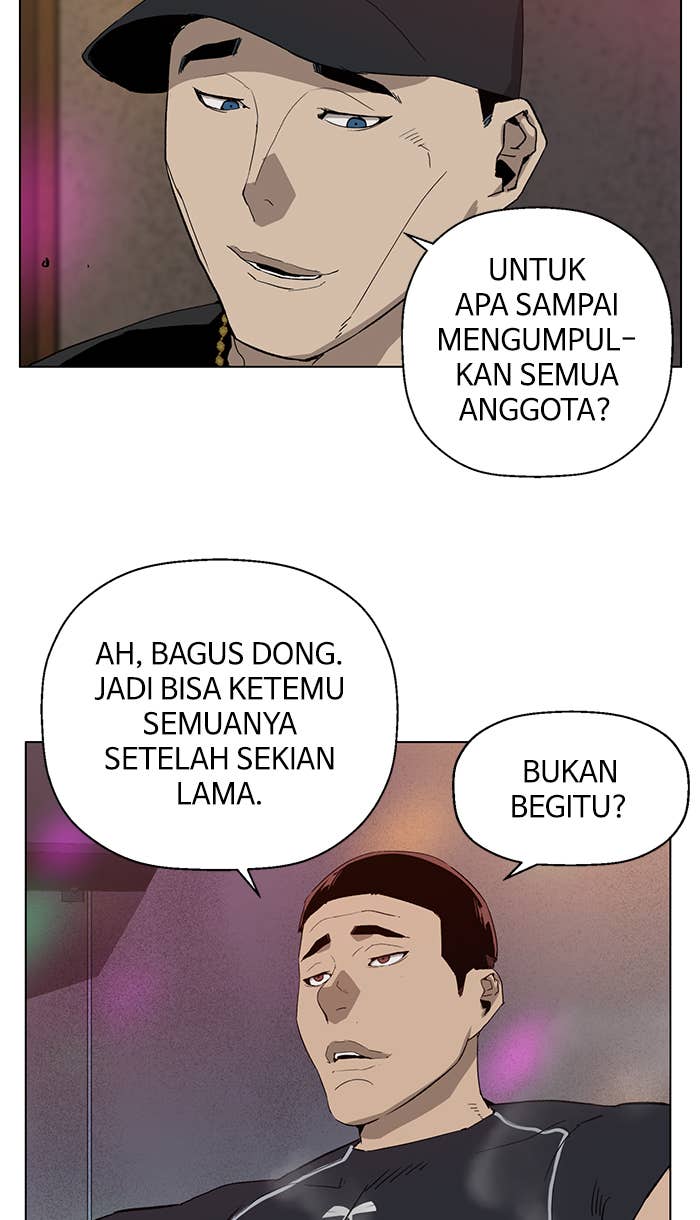 UNTUK
APA SAMPAI
MENGUMPUL-
KAN SEMUA
ANGGOTA?
AH, BAGUS DONG.
JADI BISA KETEMU
SEMUANYA
SETELAH SEKIAN
LAMA.
BUKAN
BEGITU?